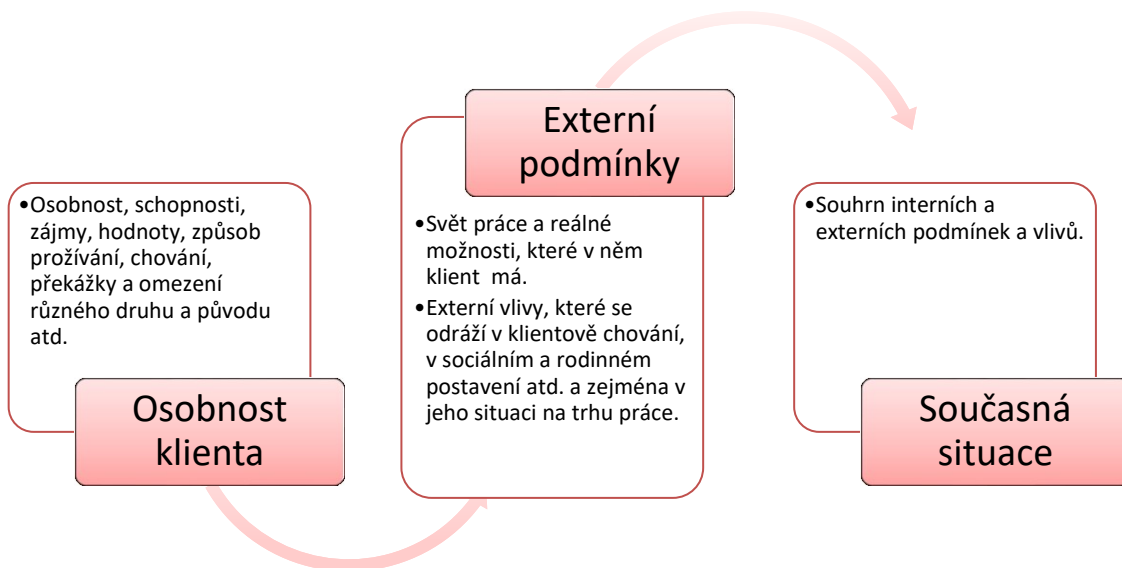 •Osobnost, schopnosti,
zájmy, hodnoty, způsob
prožívání, chování,
překážky a omezení
různého druhu a původu
atd.
Osobnost
klienta
Externí
podmínky
•Svět práce a reálné
možnosti, které v něm
klient má.
•Externí vlivy, které se
odráží v klientově chování,
v sociálním a rodinném
postavení atd. a zejména v
jeho situaci na trhu práce.
•Souhrn interních a
externích podmínek a vlivů.
Současná
situace